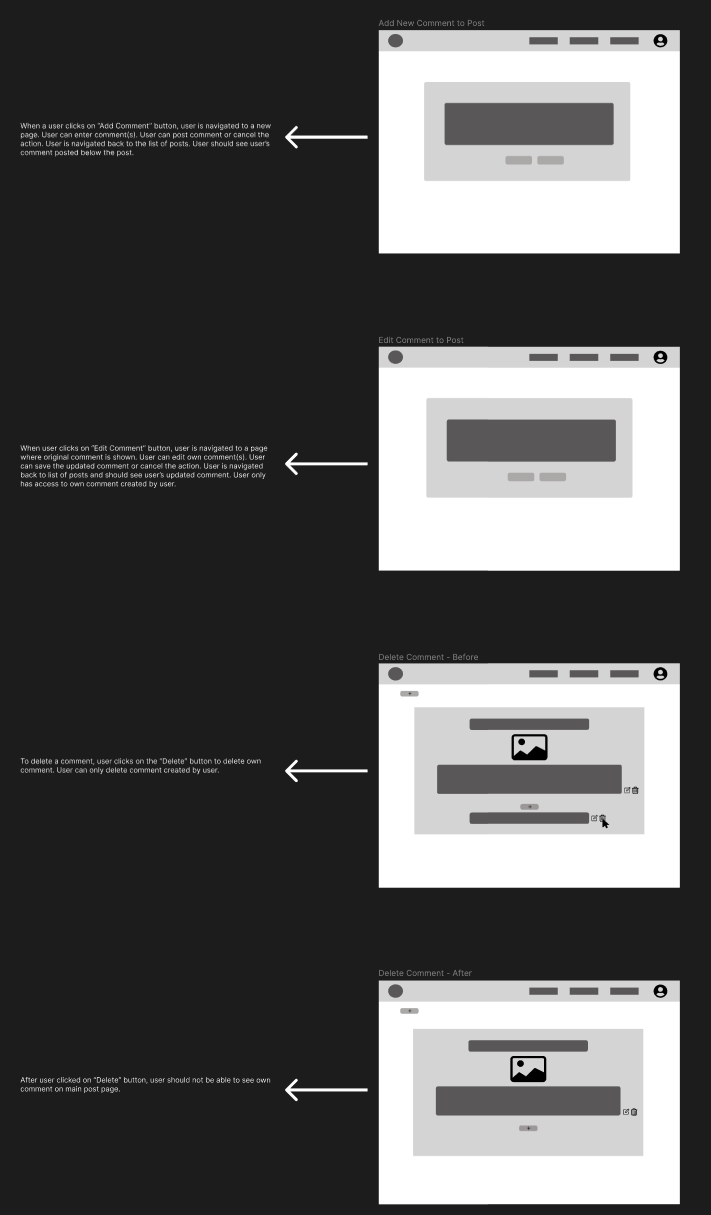 Add New Comment to Post
When a user clicks on "Add Comment" button, user is navigated to a new
page. User can enter comment(s). User can post comment or cancel the
action. User is navigated back to the list of posts. User should see user's
comment posted below the post.
Edit Comment to Post
When user clicks on "Edit Comment" button, user is navigated to a page
where original comment is shown. User can edit own comment(s). User
can save the updated comment or cancel the action. User is navigated
back to list of posts and should see user's updated comment. User only
has access to own comment created by user.
Delete Comment - Before
+
To delete a comment, user clicks on the "Delete" button to delete own
comment. User can only delete comment created by user.
+
Delete Comment - After
+
After user clicked on "Delete" button, user should not be able to see own
comment on main post page.
+